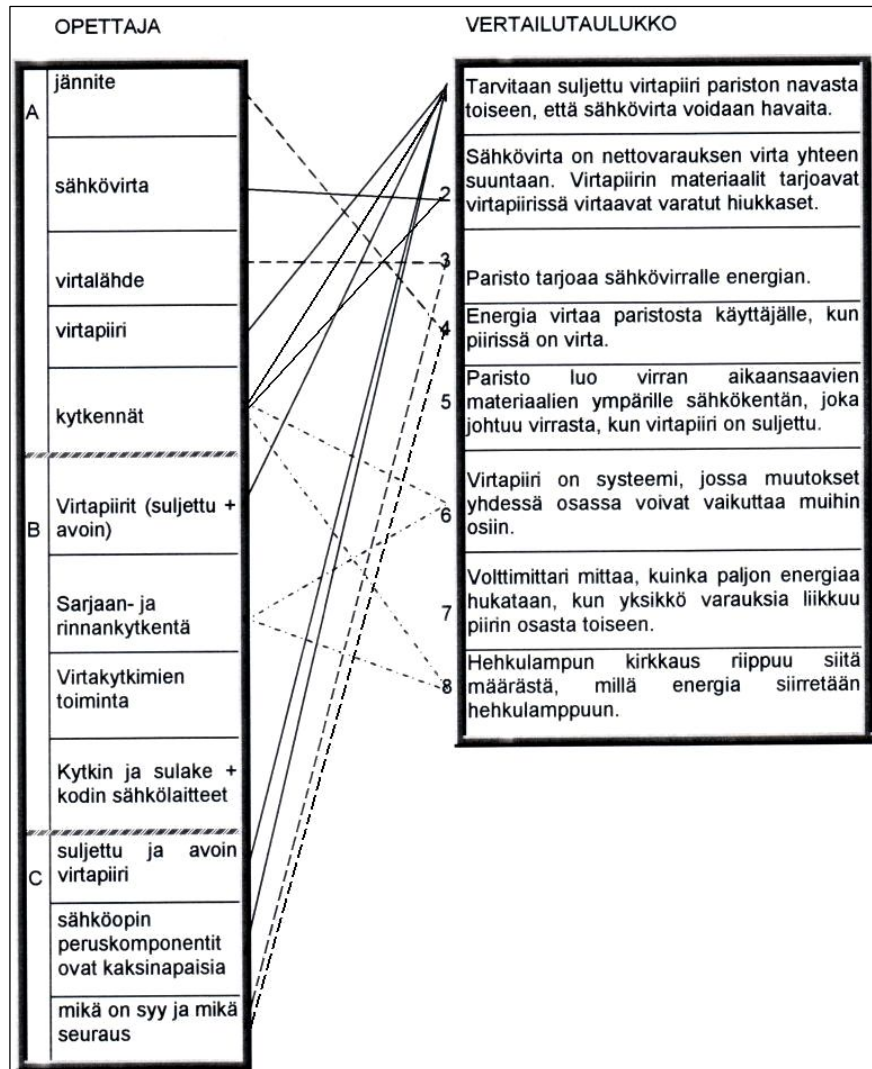 OPETTAJA
A
jännite
sähkövirta
virtalähde
virtapiiri
kytkennät
B
Virtapiirit (suljettu +
avoin)
Sarjaan- ja
rinnankytkentä
Virtakytkimien
toiminta
Kytkin ja sulake +
kodin sähkölaitteet
C
suljettu ja avoin
virtapiiri
sähköopin
peruskomponentit
ovat kaksinapaisia
mikä on syy ja mikä
seuraus
VERTAILUTAULUKKO
Tarvitaan suljettu virtapiiri pariston navasta
toiseen, että sähkövirta voidaan havaita.
2
Sähkövirta on nettovarauksen virta yhteen
suuntaan. Virtapiirin materiaalit tarjoavat
virtapiirissä virtaavat varatut hiukkaset.
3
Paristo tarjoaa sähkövirralle energian.
4
Energia virtaa paristosta käyttäjälle, kun
piirissä on virta.
5
Paristo luo virran aikaansaavien
materiaalien ympärille sähkökentän, joka
johtuu virrasta, kun virtapiiri on suljettu.
6
Virtapiiri on systeemi, jossa muutokset
yhdessä osassa voivat vaikuttaa muihin
osiin.
7
Volttimittari mittaa, kuinka paljon energiaa
hukataan, kun yksikkö varauksia liikkuu
piirin osasta toiseen.
8
Hehkulampun kirkkaus riippuu siitä
määrästä, millä energia siirretään
hehkulamppuun.